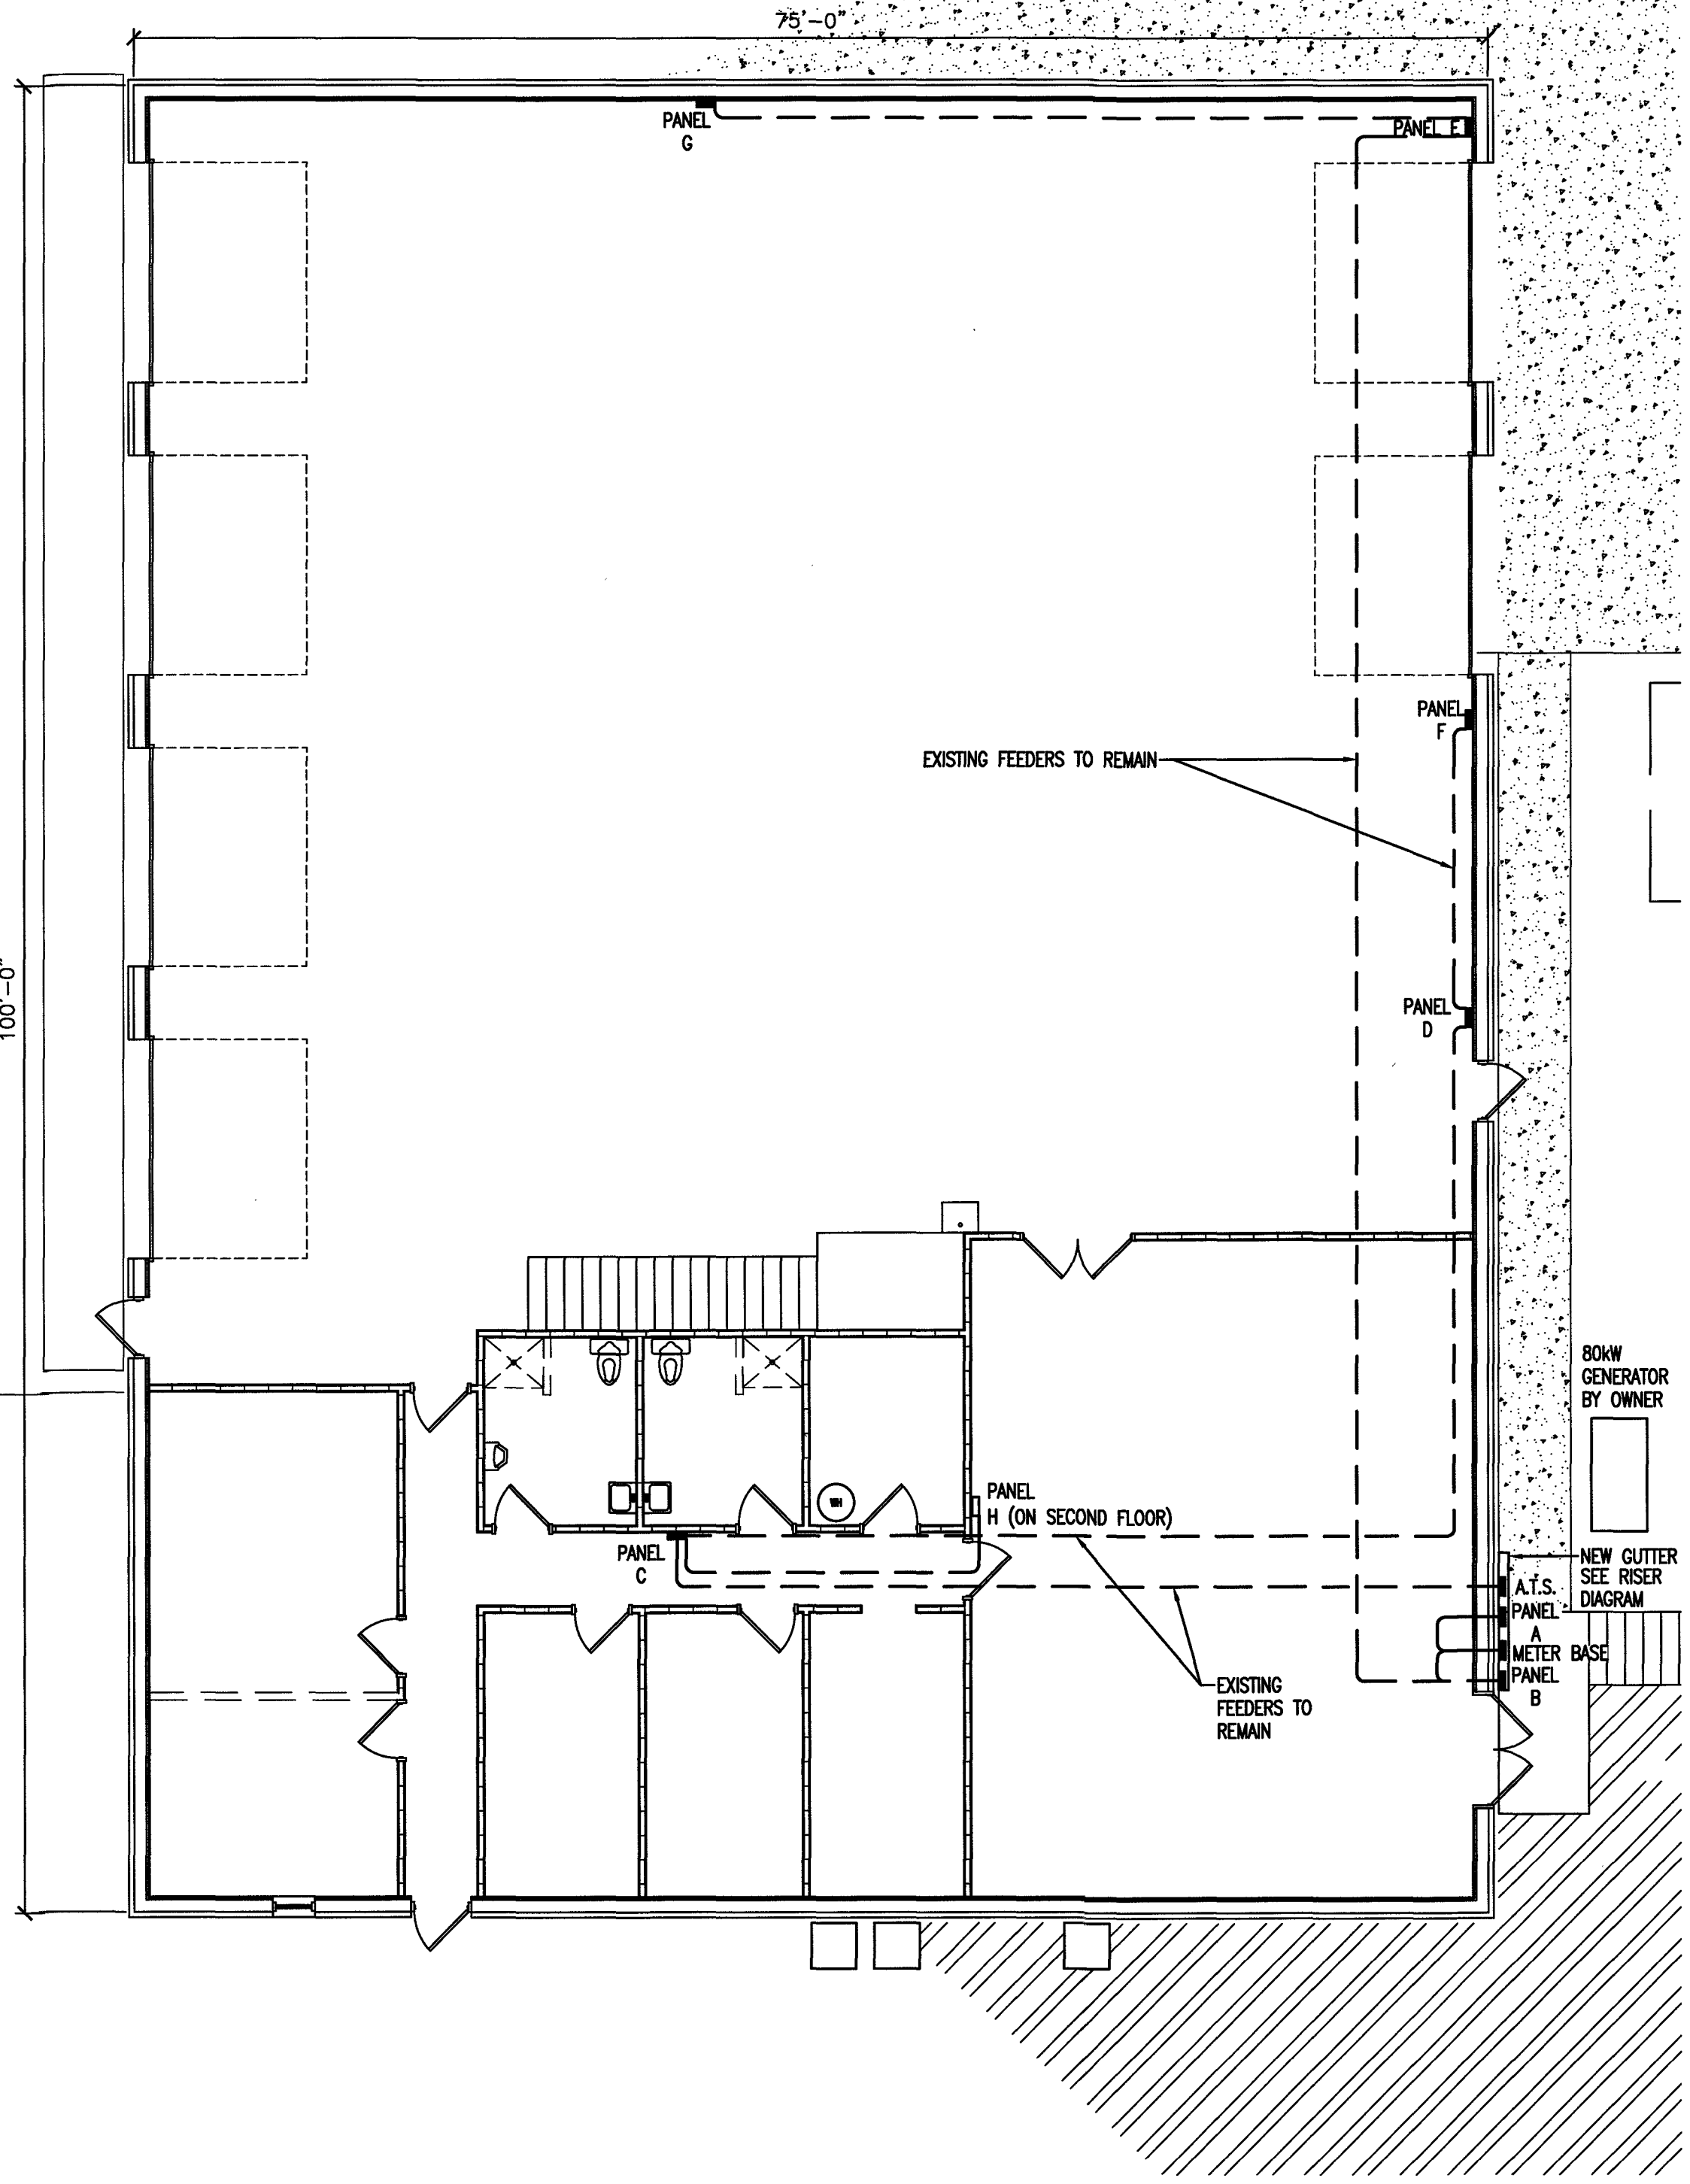 75'-0"
PANEL
G
PANEL E
PANEL
F
EXISTING FEEDERS TO REMAIN
100'-0"
PANEL
D
80kW
GENERATOR
BY OWNER
PANEL
H (ON SECOND FLOOR)
WH
PANEL
C
NEW GUTTER
SEE RISER
DIAGRAM
A.T.S.
PANEL
A
METER BASE
PANEL
B
EXISTING
FEEDERS TO
REMAIN